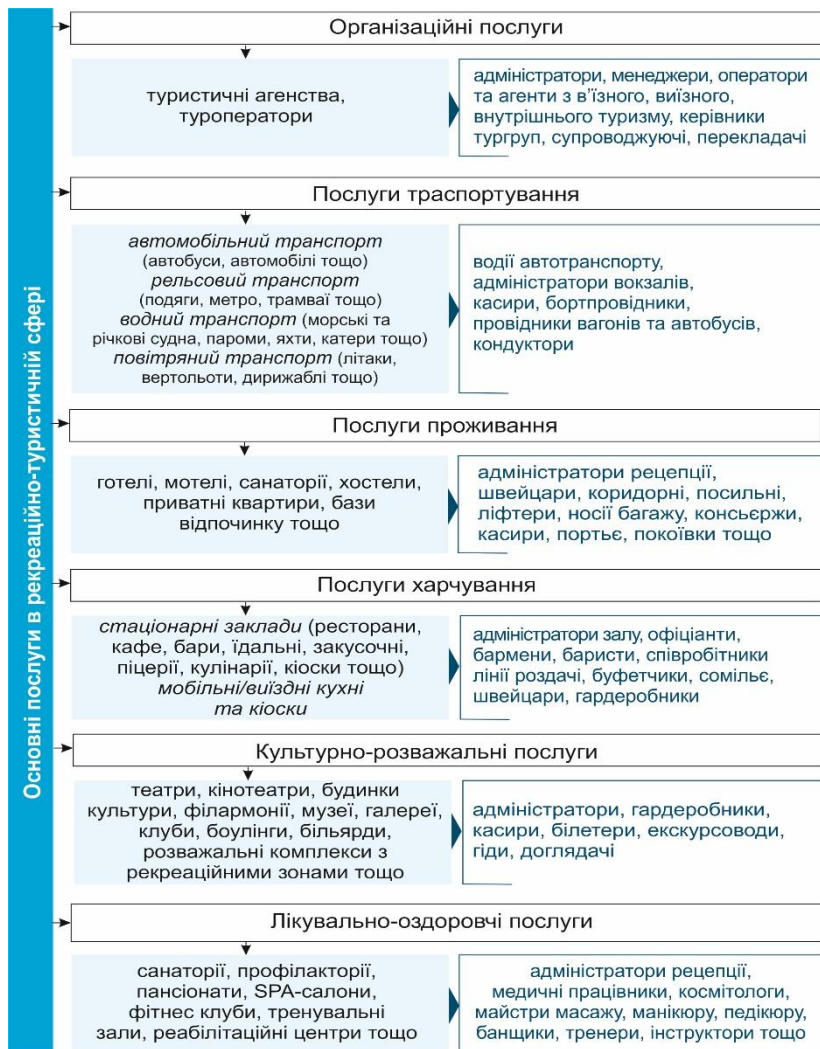 Основні послуги в рекреаційно-туристичній сфері
Організаційні послуги
туристичні агенства,
туроператори
адміністратори, менеджери, оператори
та агенти з в’їзного, виїзного,
внутрішнього туризму, керівники
тургруп, супроводжуючі, перекладачі
Послуги траспортування
автомобільний транспорт
(автобуси, автомобілі тощо)
рельсовий транспорт
(подяги, метро, трамваї тощо)
водний транспорт (морські та
річкові судна, пароми, яхти, катери тощо)
повітряний транспорт (літаки,
вертольоти, дирижаблі тощо)
водії автотранспорту,
адміністратори вокзалів,
касири, бортпровідники,
провідники вагонів та автобусів,
кондуктори
Послуги проживання
готелі, мотелі, санаторії, хостели,
приватні квартири, бази
відпочинку тощо
адміністратори рецепції,
швейцари, коридорні, посильні,
ліфтери, носії багажу, консьєржи,
касири, портьє, покоївки тощо
Послуги харчування
стаціонарні заклади (ресторани,
кафе, бари, їдальні, закусочні,
піцерії, кулінарії, кіоски тощо)
мобільні/виїздні кухні
та кіоски
адміністратори залу, офіціанти,
бармени, баристи, співробітники
лінії роздачі, буфетчики, сомільє,
швейцари, гардеробники
Культурно-розважальні послуги
театри, кінотеатри, будинки
культури, філармонії, музеї, галереї,
клуби, боулінги, більярди,
розважальні комплекси з
рекреаційними зонами тощо
адміністратори, гардеробники,
касири, білетери, екскурсоводи,
гіди, доглядачі
Лікувально-оздоровчі послуги
санаторії, профілакторії,
пансіонати, SPA-салони,
фітнес клуби, тренувальні
зали, реабілітаційні центри тощо
адміністратори рецепції,
медичні працівники, космітологи,
майстри масажу, манікюру, педікюру,
банщики, тренери, інструктори тощо